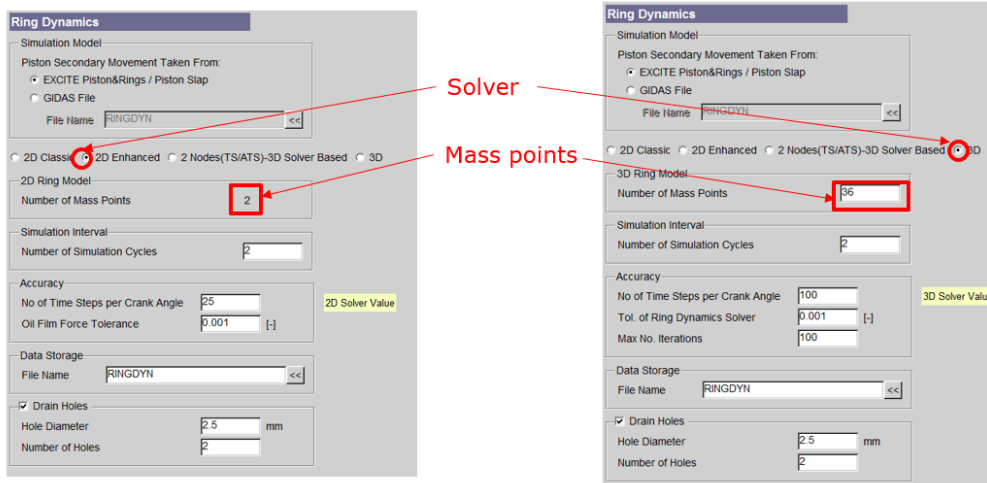 Ring Dynamics
Simulation Model
Piston Secondary Movement Taken From:
EXCITE Piston&Rings / Piston Slap
GIDAS File
File Name RINGDYN <<
2D Classic 2D Enhanced 2 Nodes(TS/ATS)-3D Solver Based 3D
2D Ring Model
Number of Mass Points 2
Simulation Interval
Number of Simulation Cycles 2
Accuracy
No of Time Steps per Crank Angle 25 2D Solver Value
Oil Film Force Tolerance 0.001 [-]
Data Storage
File Name RINGDYN <<
Drain Holes
Hole Diameter 2.5 mm
Number of Holes 2
Solver
Mass points
Ring Dynamics
Simulation Model
Piston Secondary Movement Taken From:
EXCITE Piston&Rings / Piston Slap
GIDAS File
File Name RINGDYN <<
2D Classic 2D Enhanced 2 Nodes(TS/ATS)-3D Solver Based 3D
3D Ring Model
Number of Mass Points 36
Simulation Interval
Number of Simulation Cycles 2
Accuracy
No of Time Steps per Crank Angle 100 3D Solver Valu
Tol. of Ring Dynamics Solver 0.001 [-]
Max No. Iterations 100
Data Storage
File Name RINGDYN <<
Drain Holes
Hole Diameter 2.5 mm
Number of Holes 2